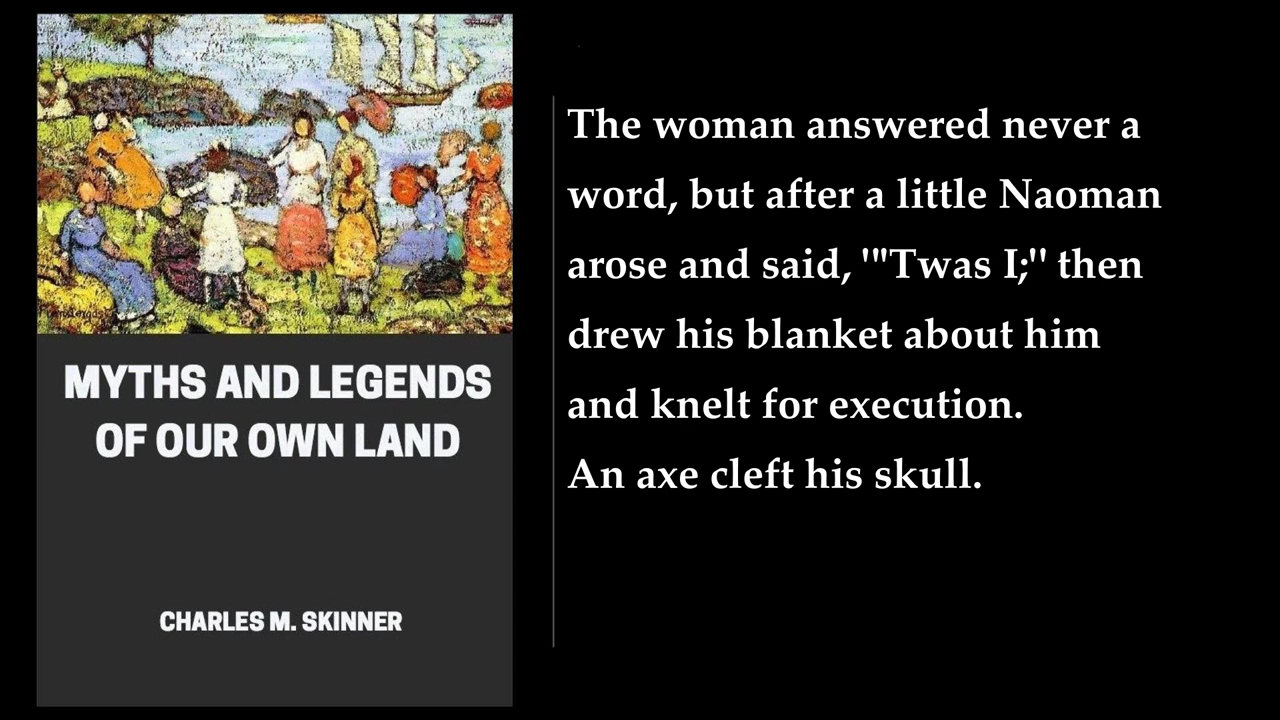 MYTHS AND LEGENDS
OF OUR OWN LAND
CHARLES M. SKINNER
The woman answered never a
word, but after a little Naoman
arose and said, '"Twas I;" then
drew his blanket about him
and knelt for execution.
An axe cleft his skull.